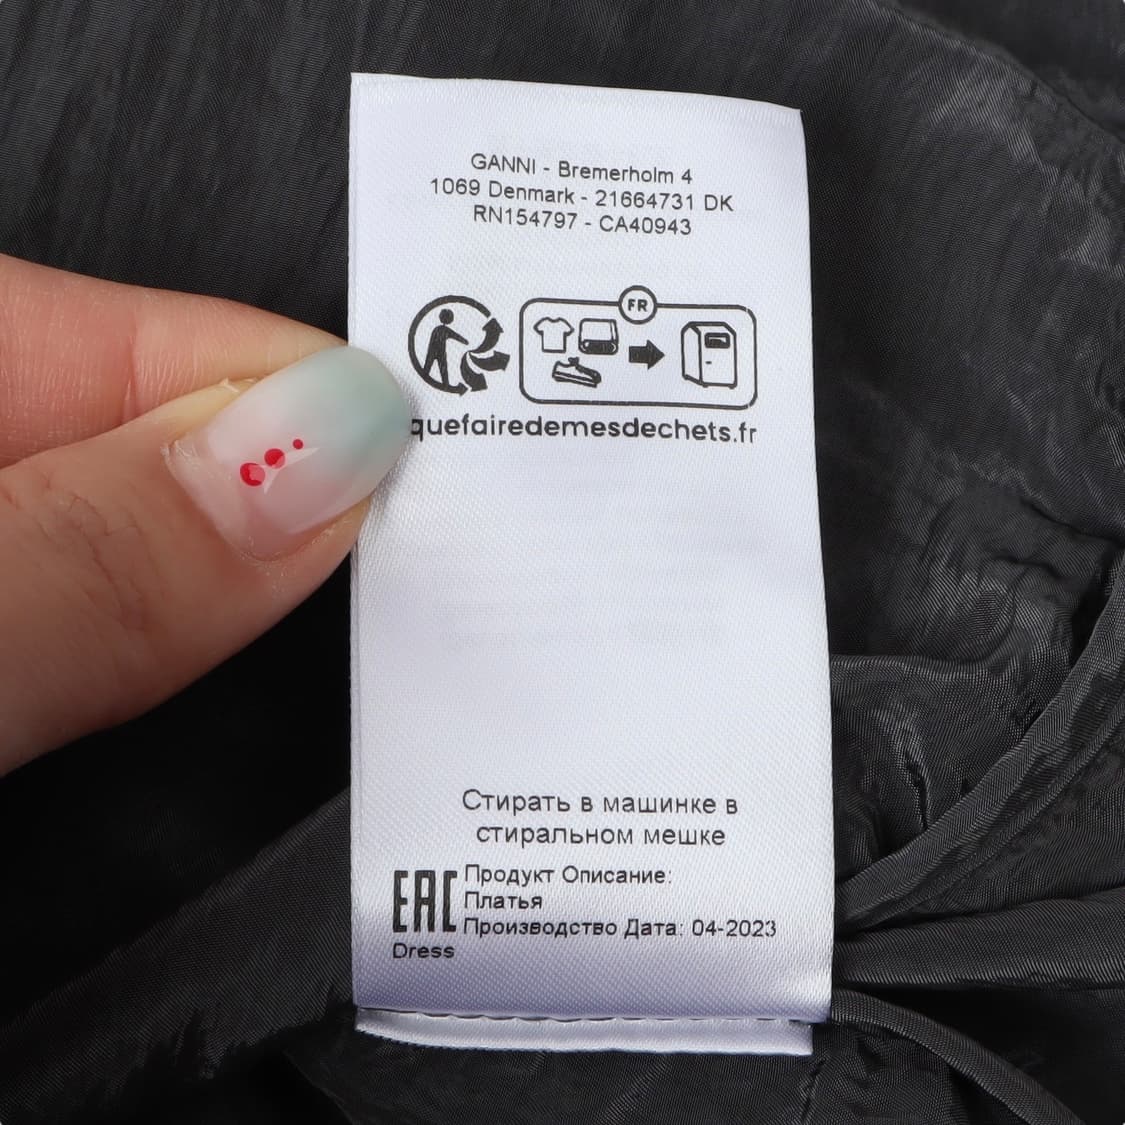 GANNI - Bremerholm 4
1069 Denmark - 21664731 DK
RN154797 - CA40943
FR
quefairedemesdechets.fr
Стирать в машинке в
стиральном мешке
EAC
Продукт Описание:
Платья
Производство Дата: 04-2023
Dress